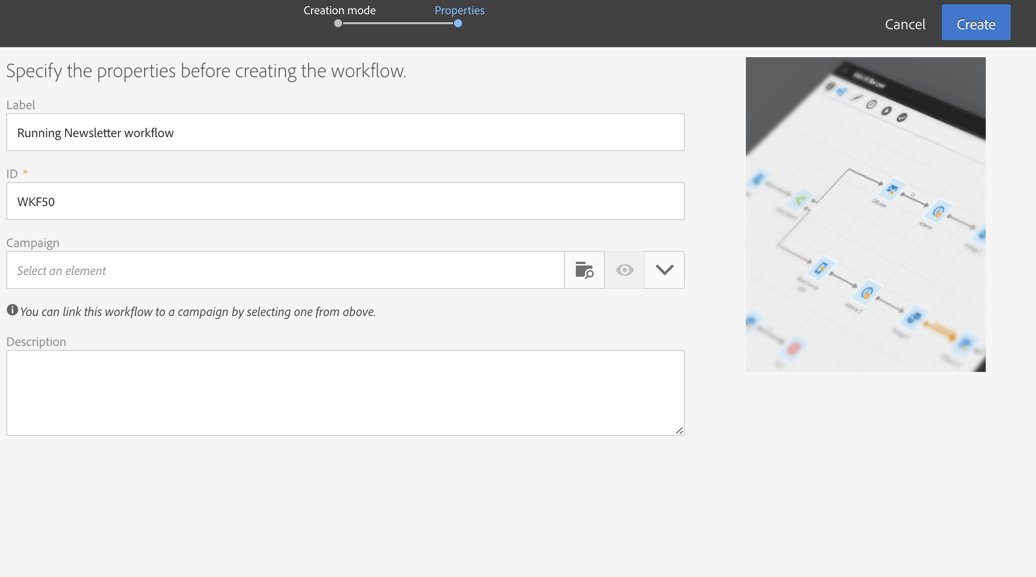 Creation mode
Properties
Cancel
Create
Specify the properties before creating the workflow.
Label
Running Newsletter workflow
ID *
WKF50
Campaign
Select an element
You can link this workflow to a campaign by selecting one from above.
Description